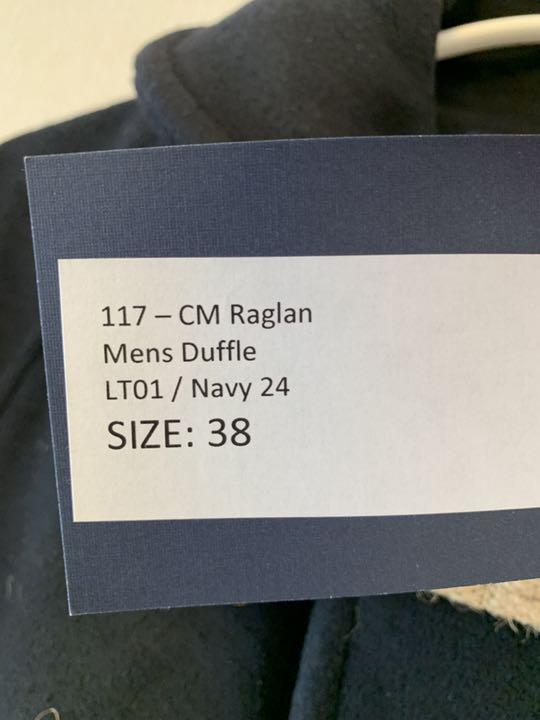 117 – CM Raglan
Mens Duffle
LT01 / Navy 24
SIZE: 38